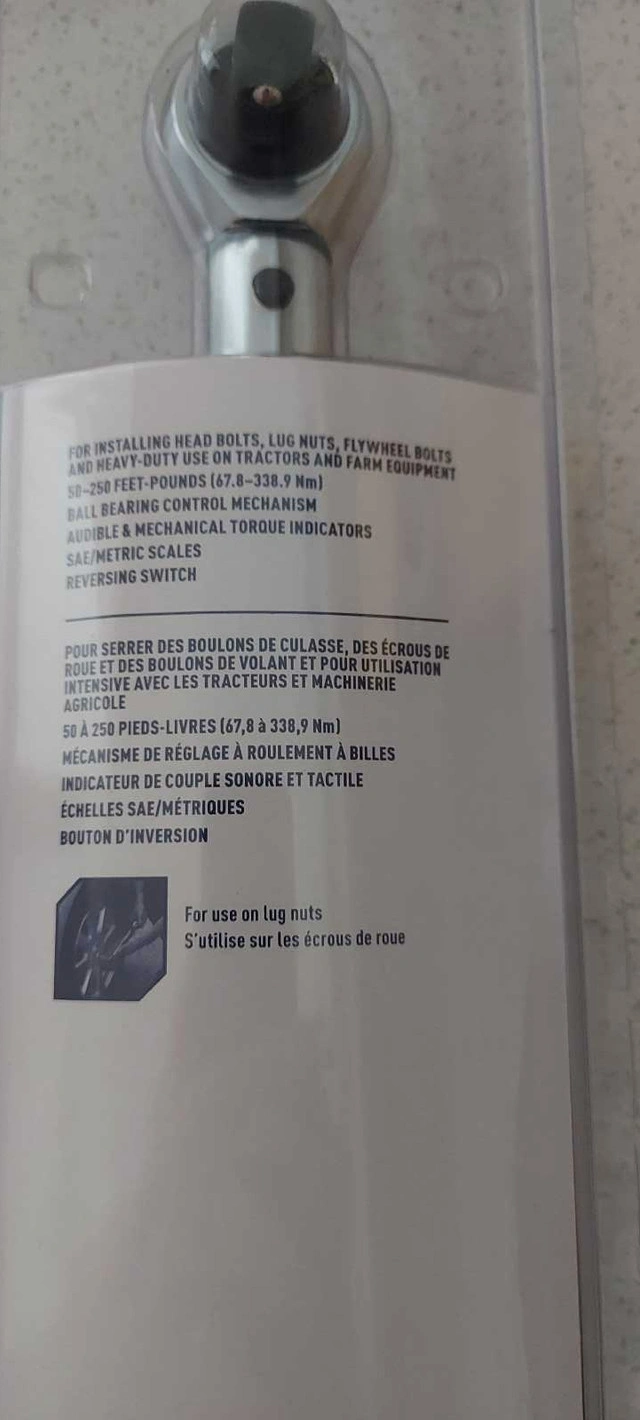 FOR INSTALLING HEAD BOLTS, LUG NUTS, FLYWHEEL BOLTS
AND HEAVY-DUTY USE ON TRACTORS AND FARM EQUIPMENT
50-250 FEET-POUNDS (67.8-338.9 Nm)
BALL BEARING CONTROL MECHANISM
AUDIBLE & MECHANICAL TORQUE INDICATORS
SAE/METRIC SCALES
REVERSING SWITCH
POUR SERRER DES BOULONS DE CULASSE, DES ÉCROUS DE
ROUE ET DES BOULONS DE VOLANT ET POUR UTILISATION
INTENSIVE AVEC LES TRACTEURS ET MACHINERIE
AGRICOLE
50 À 250 PIEDS-LIVRES (67,8 à 338,9 Nm)
MÉCANISME DE RÉGLAGE À ROULEMENT À BILLES
INDICATEUR DE COUPLE SONORE ET TACTILE
ÉCHELLES SAE/MÉTRIQUES
BOUTON D'INVERSION
For use on lug nuts
S'utilise sur les écrous de roue